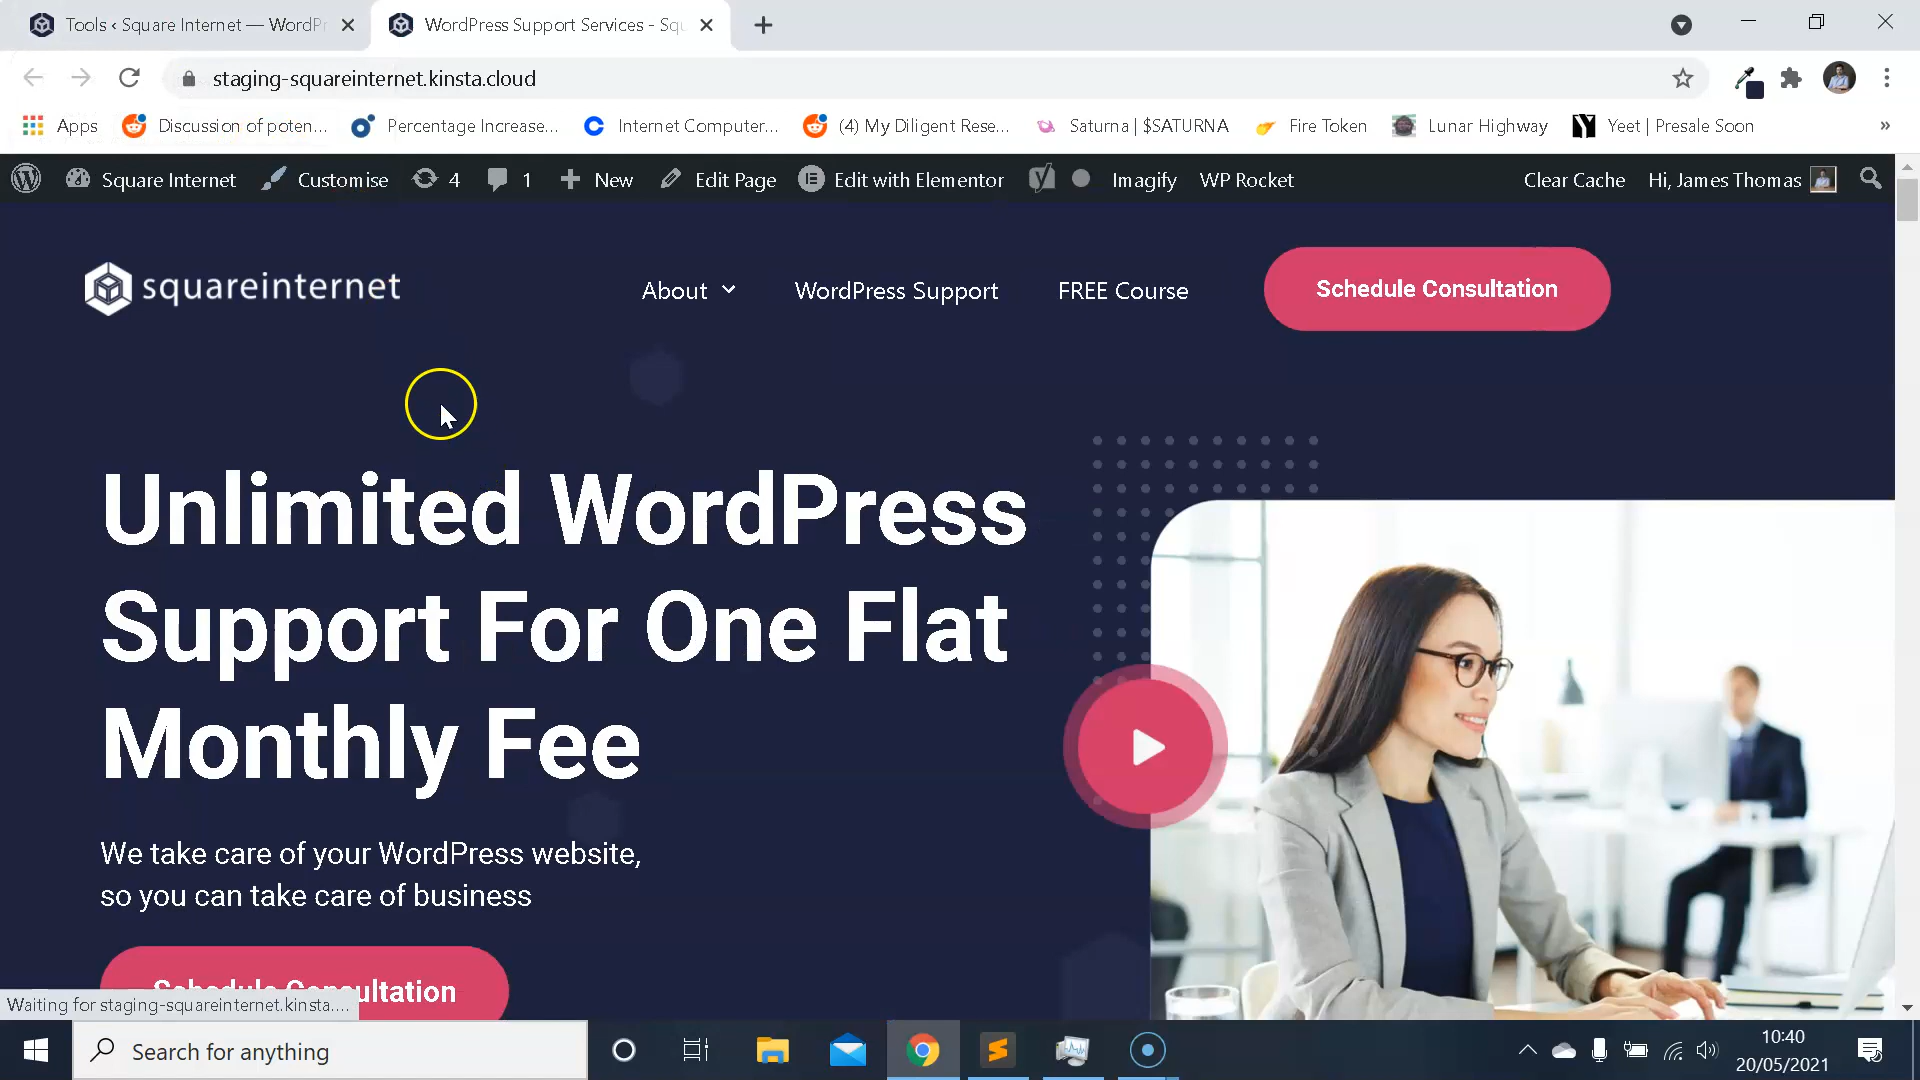 Tools ‹ Square Internet — WordPr
WordPress Support Services - Squ
staging-squareinternet.kinsta.cloud
Apps
Discussion of poten...
Percentage Increase...
Internet Computer...
(4) My Diligent Rese...
Saturna | $SATURNA
Fire Token
Lunar Highway
Yeet | Presale Soon
»
Square Internet
Customise
4
1
New
Edit Page
Edit with Elementor
Imagify
WP Rocket
Clear Cache
Hi, James Thomas
squareinternet
About
WordPress Support
FREE Course
Schedule Consultation
Unlimited WordPress
Support For One Flat
Monthly Fee
We take care of your WordPress website,
so you can take care of business
Schedule Consultation
Waiting for staging-squareinternet.kinsta....
Search for anything
10:40
20/05/2021